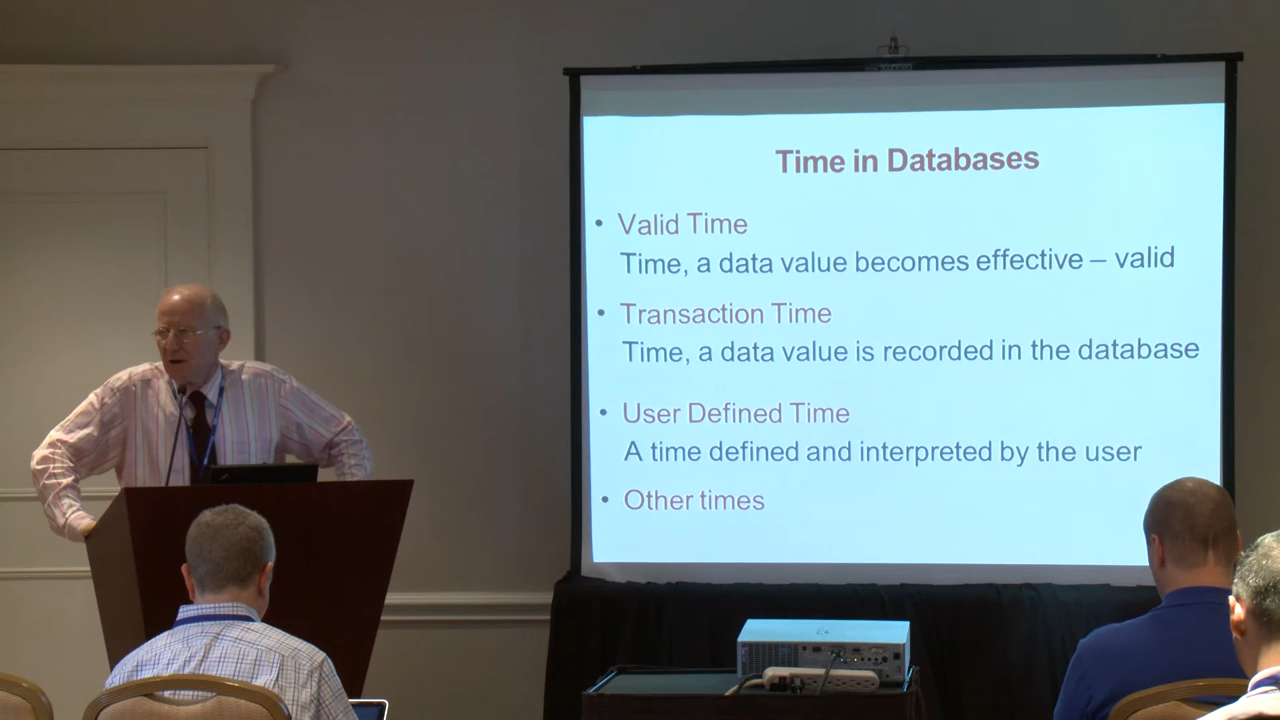 Time in Databases
• Valid Time
Time, a data value becomes effective – valid
• Transaction Time
Time, a data value is recorded in the database
• User Defined Time
A time defined and interpreted by the user
• Other times